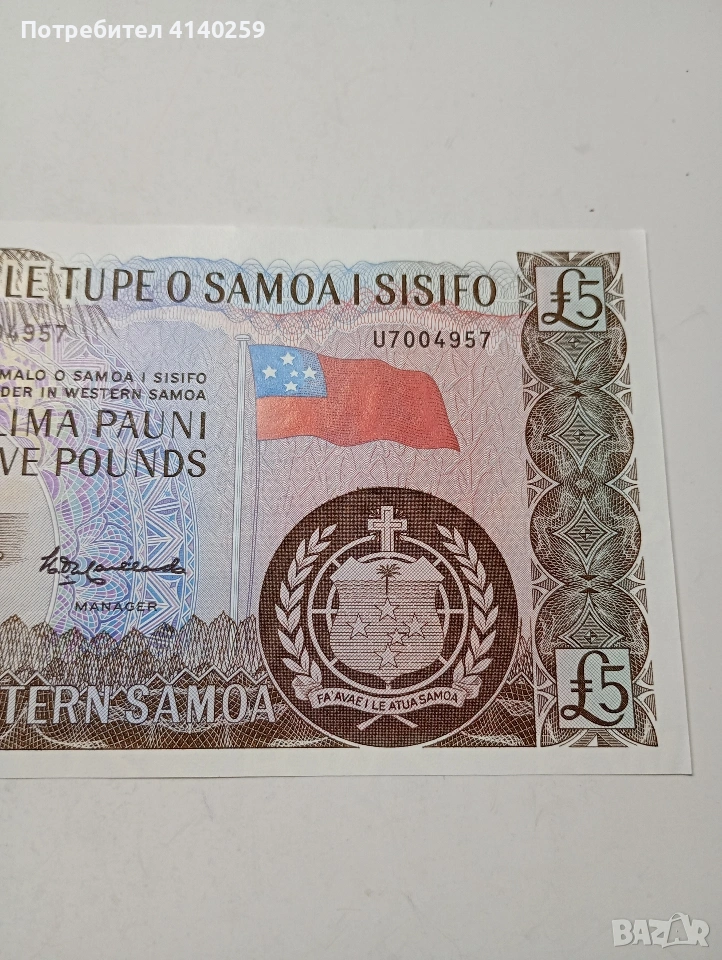 Потребител 4140259
LE TUPE O SAMOA I SISIFO
£5
04957
U7004957
MALO O SAMOA I SISIFO
DER IN WESTERN SAMOA
LIMA PAUNI
VE POUNDS
MANAGER
FA'AVAE I LE ATUA SAMOA
£5
TERN SAMOA
BAZAR